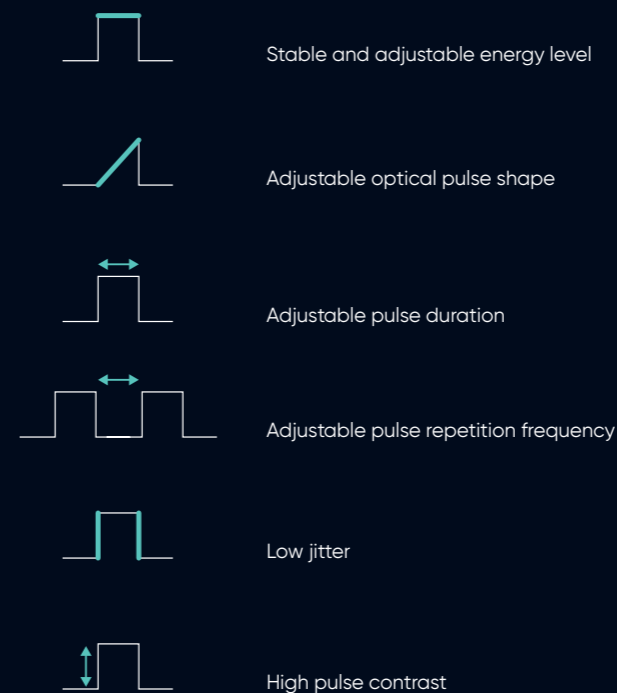 Stable and adjustable energy level
Adjustable optical pulse shape
Adjustable pulse duration
Adjustable pulse repetition frequency
Low jitter
High pulse contrast